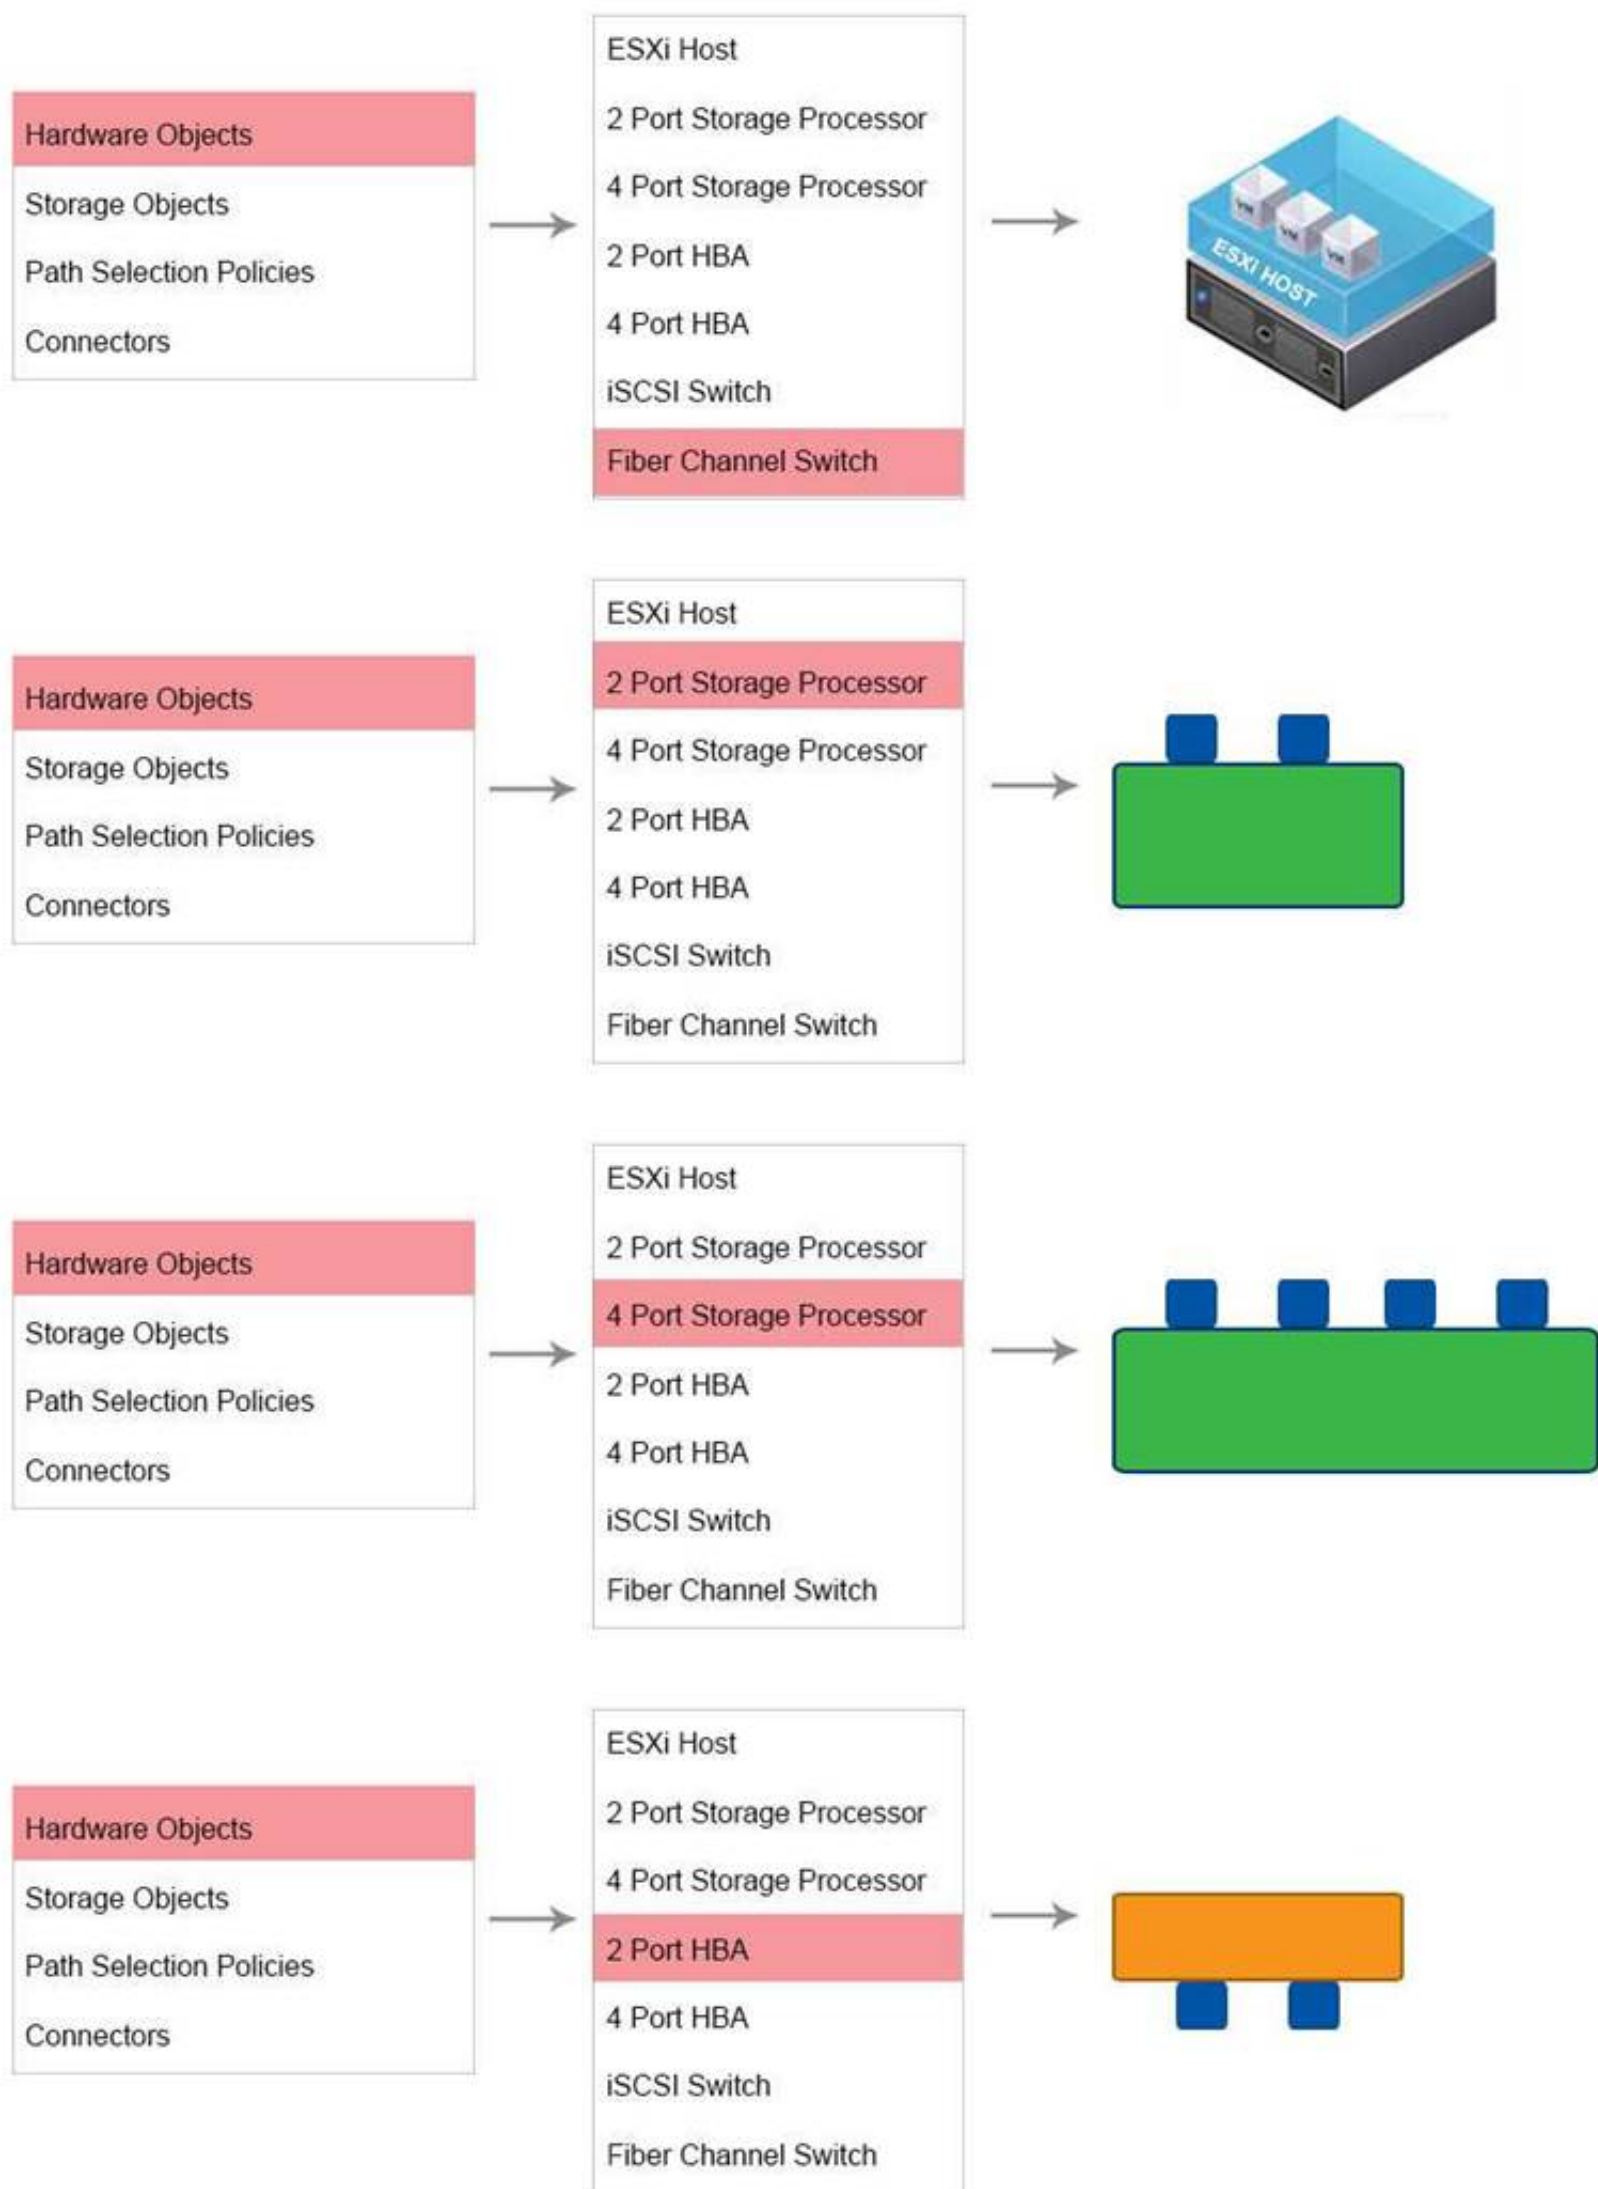 Hardware Objects
Storage Objects
Path Selection Policies
Connectors
ESXi Host
2 Port Storage Processor
4 Port Storage Processor
2 Port HBA
4 Port HBA
iSCSI Switch
Fiber Channel Switch
VM
VM
VM
ESXI HOST
Hardware Objects
Storage Objects
Path Selection Policies
Connectors
ESXi Host
2 Port Storage Processor
4 Port Storage Processor
2 Port HBA
4 Port HBA
iSCSI Switch
Fiber Channel Switch
Hardware Objects
Storage Objects
Path Selection Policies
Connectors
ESXi Host
2 Port Storage Processor
4 Port Storage Processor
2 Port HBA
4 Port HBA
iSCSI Switch
Fiber Channel Switch
Hardware Objects
Storage Objects
Path Selection Policies
Connectors
ESXi Host
2 Port Storage Processor
4 Port Storage Processor
2 Port HBA
4 Port HBA
iSCSI Switch
Fiber Channel Switch